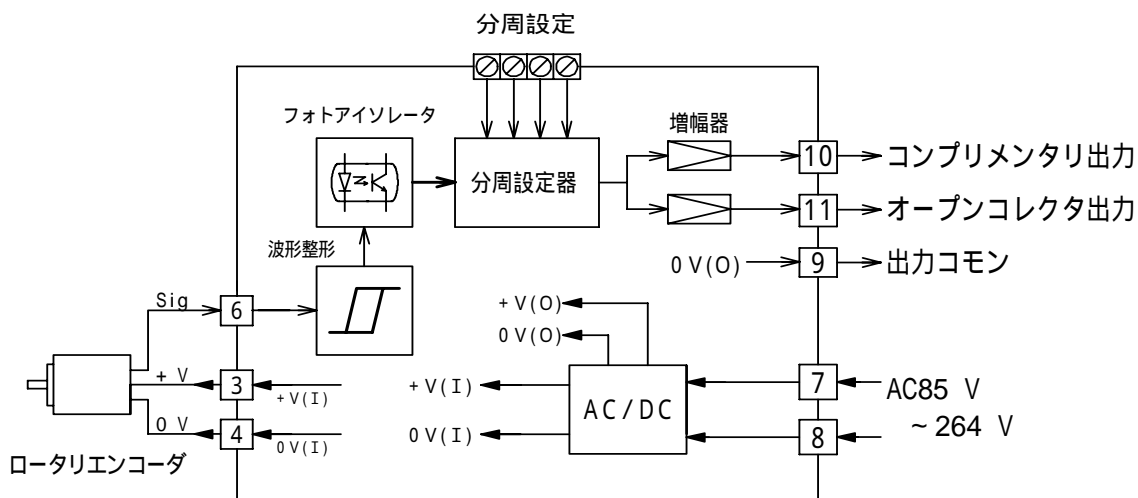 分周設定
フォトアイソレータ
増幅器
分周設定器
10
コンプリメンタリ出力
11
オープンコレクタ出力
波形整形
0 V(O)
9
出力コモン
Sig
6
+ V(O)
0 V(O)
+ V
3
+V(I)
+ V(I)
AC/DC
7
AC85 V
~ 264 V
0 V
4
0V(I)
0V(I)
8
ロータリエンコーダ